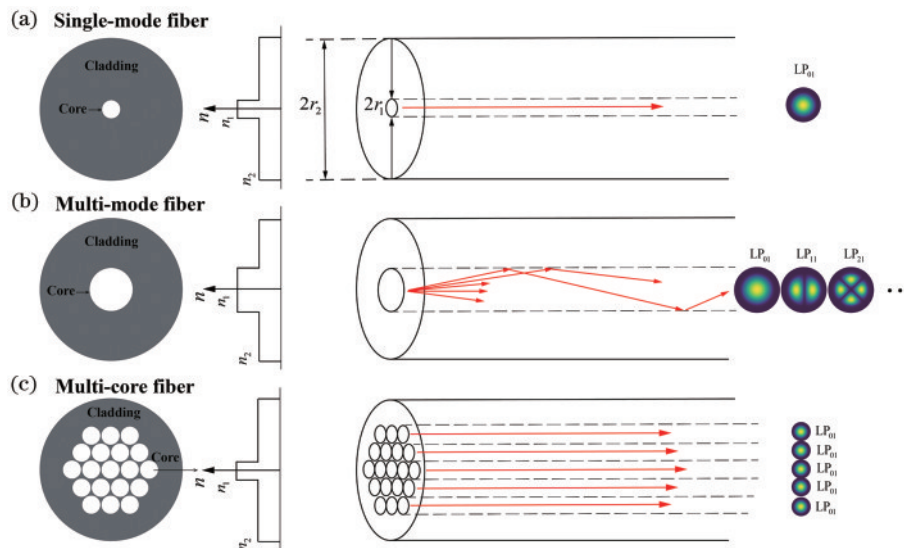 (a) Single-mode fiber
Cladding
Core
n
n₁
n₂
2r₂
2r₁
LP₀₁
(b) Multi-mode fiber
Cladding
Core
n
n₁
n₂
LP₀₁ LP₁₁ LP₂₁
..
(c) Multi-core fiber
Cladding
Core
n
n₁
n₂
LP₀₁
LP₀₁
LP₀₁
LP₀₁
LP₀₁